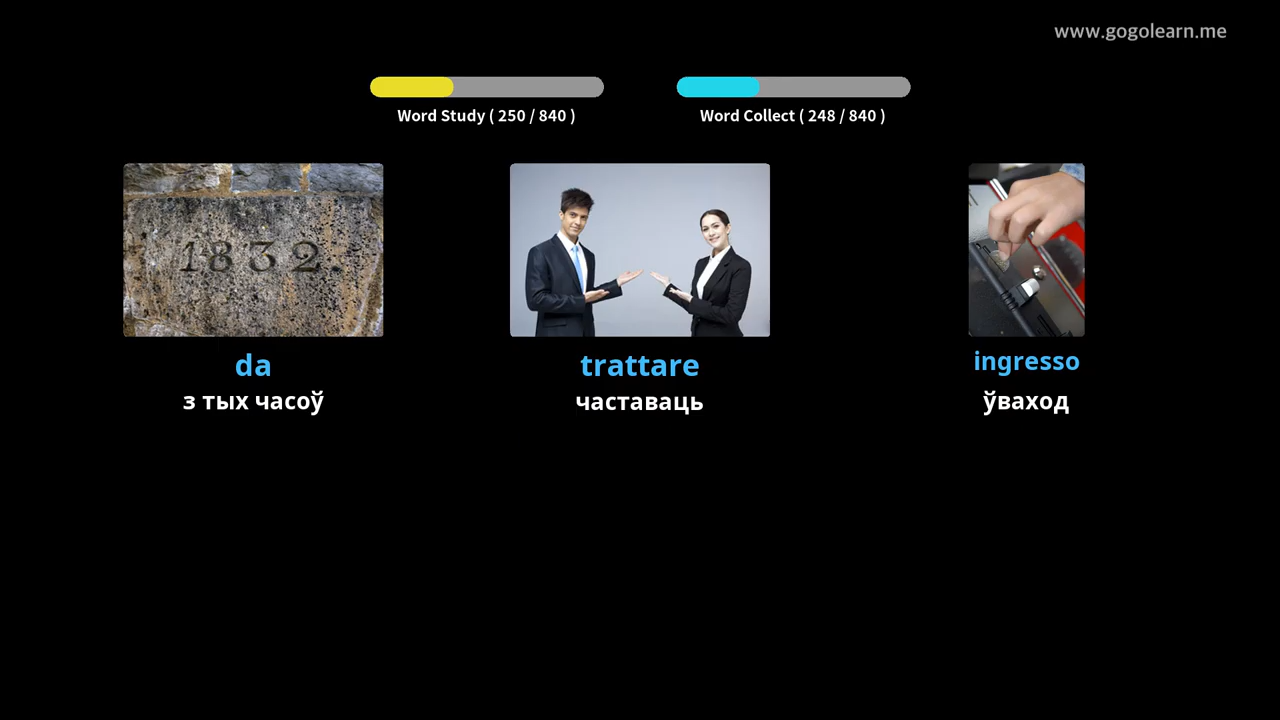 www.gogolearn.me
Word Study ( 250 / 840 )
Word Collect ( 248 / 840 )
1832.
da
trattare
ingresso
з тых часоў
частаваць
ўваход